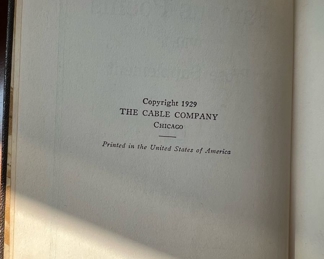 Copyright 1929
THE CABLE COMPANY
CHICAGO
Printed in the United States of America